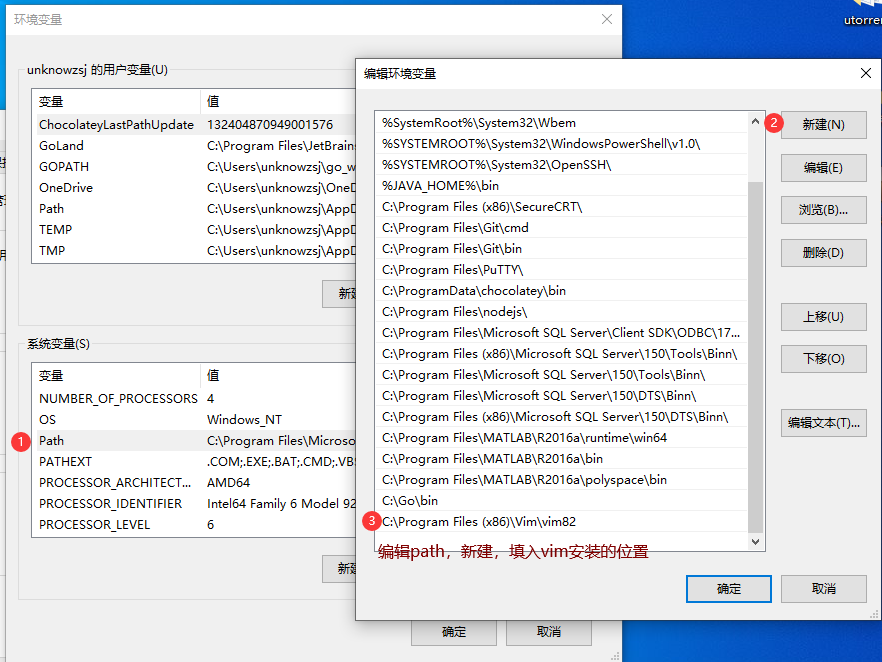 环境变量
utorren
unknowzsj 的用户变量(U)
变量 值
ChocolateyLastPathUpdate 132404870949001576
GoLand C:\Program Files\JetBrain
GOPATH C:\Users\unknowzsj\go_w
OneDrive C:\Users\unknowzsj\OneD
Path C:\Users\unknowzsj\AppD
TEMP C:\Users\unknowzsj\AppD
TMP C:\Users\unknowzsj\AppD
新建
系统变量(S)
变量 值
NUMBER_OF_PROCESSORS 4
OS Windows_NT
1 Path C:\Program Files\Microso
PATHEXT .COM;.EXE;.BAT;.CMD;.VBS
PROCESSOR_ARCHITECT... AMD64
PROCESSOR_IDENTIFIER Intel64 Family 6 Model 92
PROCESSOR_LEVEL 6
新建
确定 取消
编辑环境变量
%SystemRoot%\System32\Wbem
%SYSTEMROOT%\System32\WindowsPowerShell\v1.0\
%SYSTEMROOT%\System32\OpenSSH\
%JAVA_HOME%\bin
C:\Program Files (x86)\SecureCRT\
C:\Program Files\Git\cmd
C:\Program Files\Git\bin
C:\Program Files\PuTTY\
C:\ProgramData\chocolatey\bin
C:\Program Files\nodejs\
C:\Program Files\Microsoft SQL Server\Client SDK\ODBC\17...
C:\Program Files (x86)\Microsoft SQL Server\150\Tools\Binn\
C:\Program Files\Microsoft SQL Server\150\Tools\Binn\
C:\Program Files\Microsoft SQL Server\150\DTS\Binn\
C:\Program Files (x86)\Microsoft SQL Server\150\DTS\Binn\
C:\Program Files\MATLAB\R2016a\runtime\win64
C:\Program Files\MATLAB\R2016a\bin
C:\Program Files\MATLAB\R2016a\polyspace\bin
C:\Go\bin
3 C:\Program Files (x86)\Vim\vim82
编辑path，新建，填入vim安装的位置
2 新建(N)
编辑(E)
浏览(B)...
删除(D)
上移(U)
下移(O)
编辑文本(T)...
确定 取消